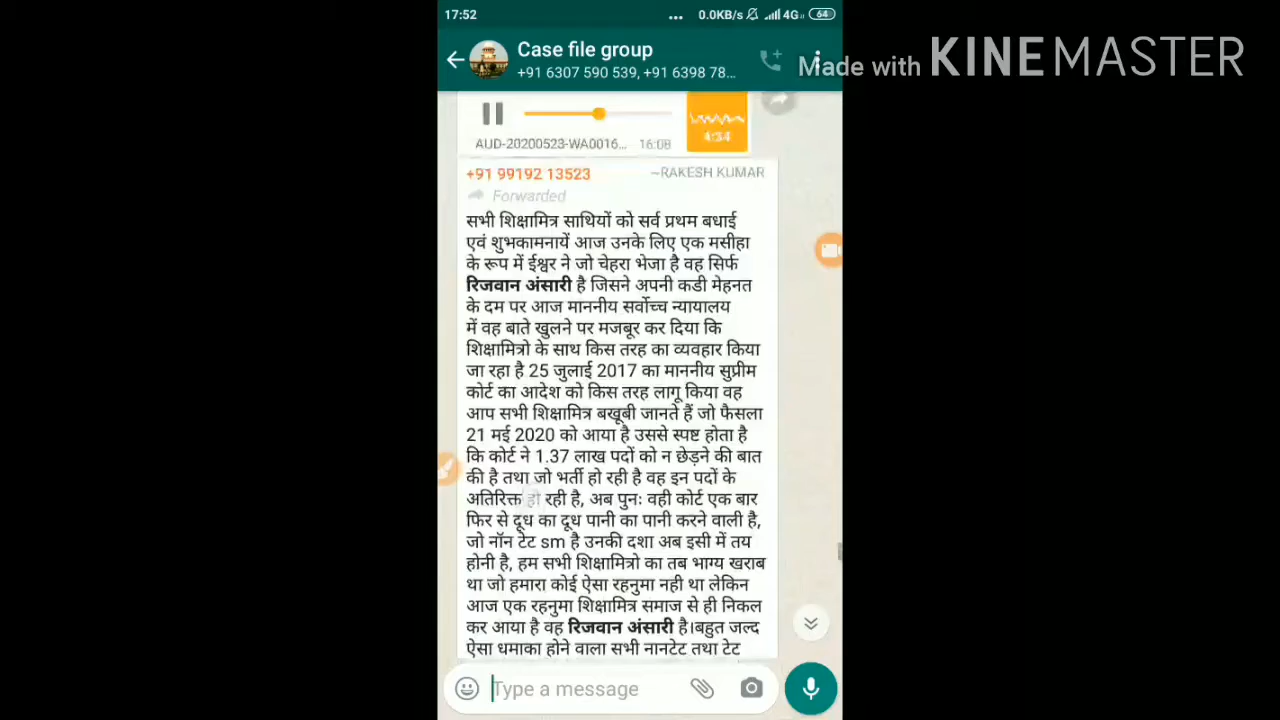 17:52
... 0.0KB/s 4G 64
Case file group
+91 6307 590 539, +91 6398 78...
Made with KINEMASTER
4:34
AUD-20200523-WA0016... 16:08
+91 99192 13523 ~RAKESH KUMAR
Forwarded
सभी शिक्षामित्र साथियों को सर्व प्रथम बधाई
एवं शुभकामनायें आज उनके लिए एक मसीहा
के रूप में ईश्वर ने जो चेहरा भेजा है वह सिर्फ
रिजवान अंसारी है जिसने अपनी कडी मेहनत
के दम पर आज माननीय सर्वोच्च न्यायालय
में वह बाते खुलने पर मजबूर कर दिया कि
शिक्षामित्रो के साथ किस तरह का व्यवहार किया
जा रहा है 25 जुलाई 2017 का माननीय सुप्रीम
कोर्ट का आदेश को किस तरह लागू किया वह
आप सभी शिक्षामित्र बखूबी जानते हैं जो फैसला
21 मई 2020 को आया है उससे स्पष्ट होता है
कि कोर्ट ने 1.37 लाख पदों को न छेड़ने की बात
की है तथा जो भर्ती हो रही है वह इन पदों के
अतिरिक्त हो रही है, अब पुनः वही कोर्ट एक बार
फिर से दूध का दूध पानी का पानी करने वाली है,
जो नॉन टेट sm है उनकी दशा अब इसी में तय
होनी है, हम सभी शिक्षामित्रो का तब भाग्य खराब
था जो हमारा कोई ऐसा रहनुमा नही था लेकिन
आज एक रहनुमा शिक्षामित्र समाज से ही निकल
कर आया है वह रिजवान अंसारी है।बहुत जल्द
ऐसा धमाका होने वाला सभी नानटेट तथा टेट
Type a message